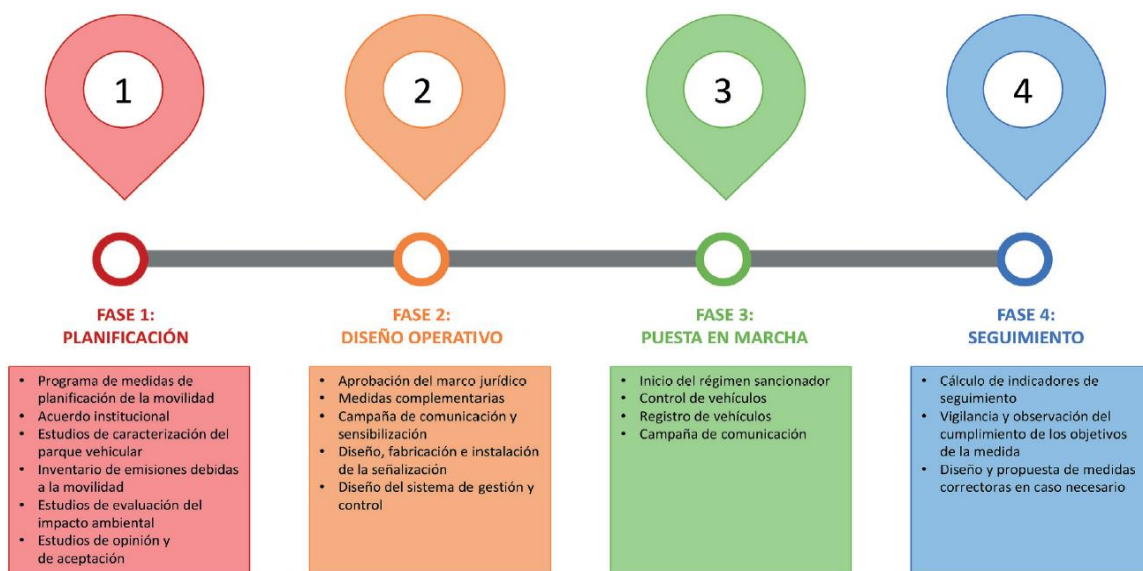 1
2
3
4
FASE 1:
PLANIFICACIÓN
• Programa de medidas de
planificación de la movilidad
• Acuerdo institucional
• Estudios de caracterización del
parque vehicular
• Inventario de emisiones debidas
a la movilidad
• Estudios de evaluación del
impacto ambiental
• Estudios de opinión y
de aceptación
FASE 2:
DISEÑO OPERATIVO
• Aprobación del marco jurídico
• Medidas complementarias
• Campaña de comunicación y
sensibilización
• Diseño, fabricación e instalación
de la señalización
• Diseño del sistema de gestión y
control
FASE 3:
PUESTA EN MARCHA
• Inicio del régimen sancionador
• Control de vehículos
• Registro de vehículos
• Campaña de comunicación
FASE 4:
SEGUIMIENTO
• Cálculo de indicadores de
seguimiento
• Vigilancia y observación del
cumplimiento de los objetivos
de la medida
• Diseño y propuesta de medidas
correctoras en caso necesario